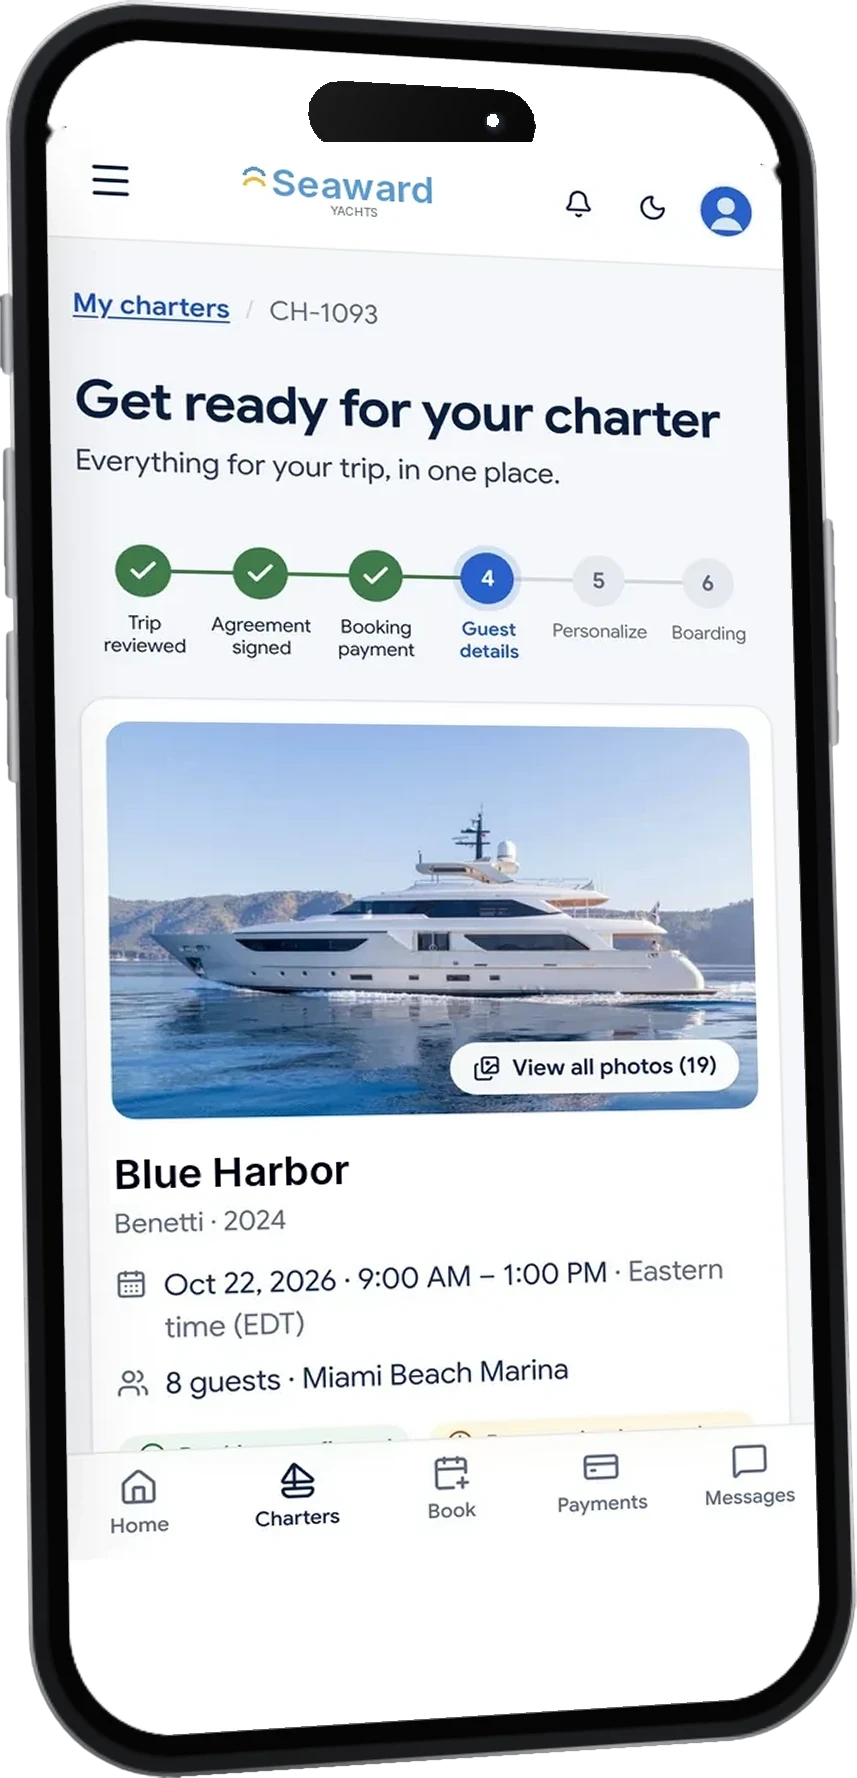 Seaward
YACHTS
My charters / CH-1093
Get ready for your charter
Everything for your trip, in one place.
4
5
6
Trip
reviewed
Agreement
signed
Booking
payment
Guest
details
Personalize
Boarding
View all photos (19)
Blue Harbor
Benetti · 2024
Oct 22, 2026 · 9:00 AM – 1:00 PM · Eastern
time (EDT)
8 guests · Miami Beach Marina
Home
Charters
Book
Payments
Messages